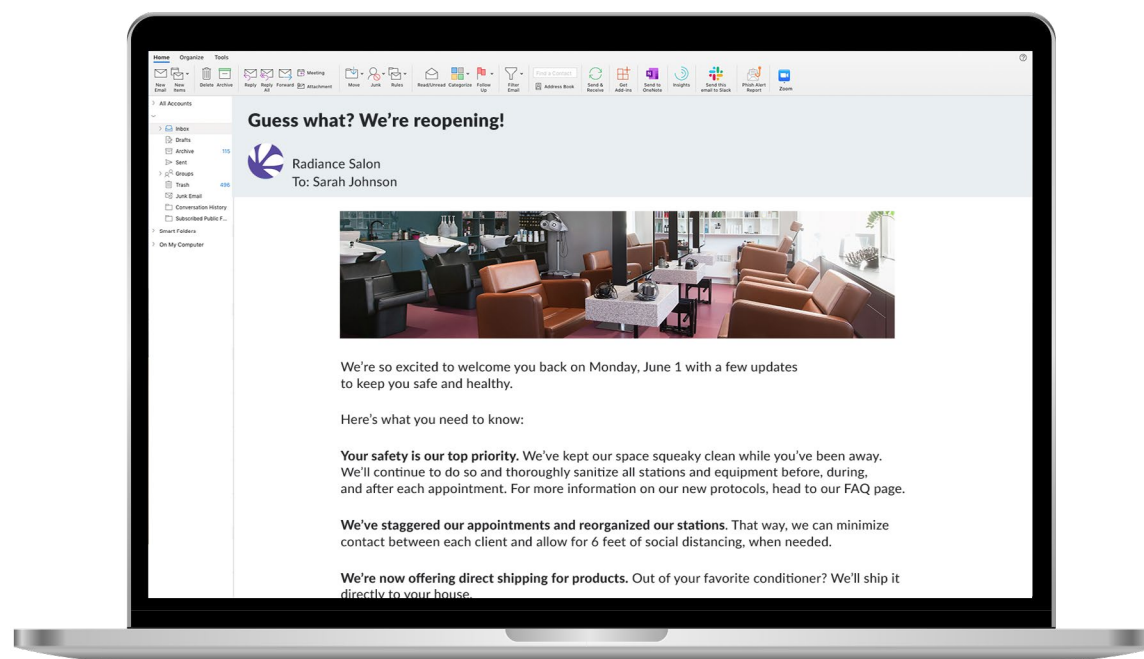 Home Organize Tools
New Email New Items Delete Archive Reply Reply All Forward Meeting Attachment Move Junk Rules Read/Unread Categorize Follow Up Filter Email Find a Contact Address Book Send & Receive Get Add-ins Send to OneNote Insights Send this email to Slack Phish Alert Report Zoom
All Accounts
Inbox
Drafts
Archive 115
Sent
Groups
Trash 496
Junk Email
Conversation History
Subscribed Public F...
Smart Folders
On My Computer
Guess what? We're reopening!
Radiance Salon
To: Sarah Johnson
We're so excited to welcome you back on Monday, June 1 with a few updates
to keep you safe and healthy.
Here's what you need to know:
Your safety is our top priority. We've kept our space squeaky clean while you've been away.
We'll continue to do so and thoroughly sanitize all stations and equipment before, during,
and after each appointment. For more information on our new protocols, head to our FAQ page.
We've staggered our appointments and reorganized our stations. That way, we can minimize
contact between each client and allow for 6 feet of social distancing, when needed.
We're now offering direct shipping for products. Out of your favorite conditioner? We'll ship it
directly to your house.